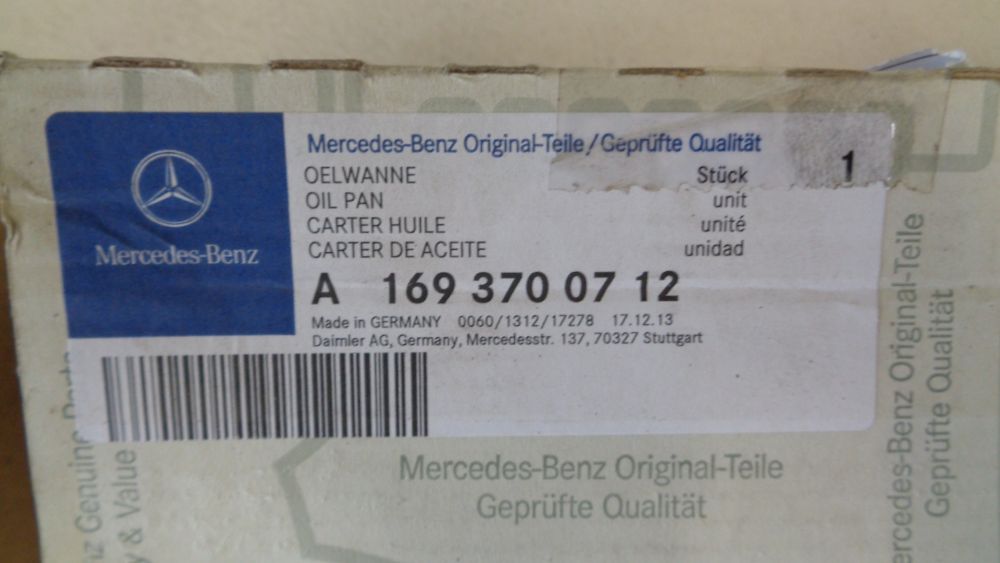 Mercedes-Benz
Mercedes-Benz Original-Teile/Geprüfte Qualität
OELWANNE Stück 1
OIL PAN unit
CARTER HUILE unité
CARTER DE ACEITE unidad
A 169 370 07 12
Made in GERMANY 0060/1312/17278 17.12.13
Daimler AG, Germany, Mercedesstr. 137, 70327 Stuttgart
Mercedes-Benz Original-Teile
Geprüfte Qualität
Genuine
& Value
Mercedes-Benz Original-Teile
Geprüfte Qualität